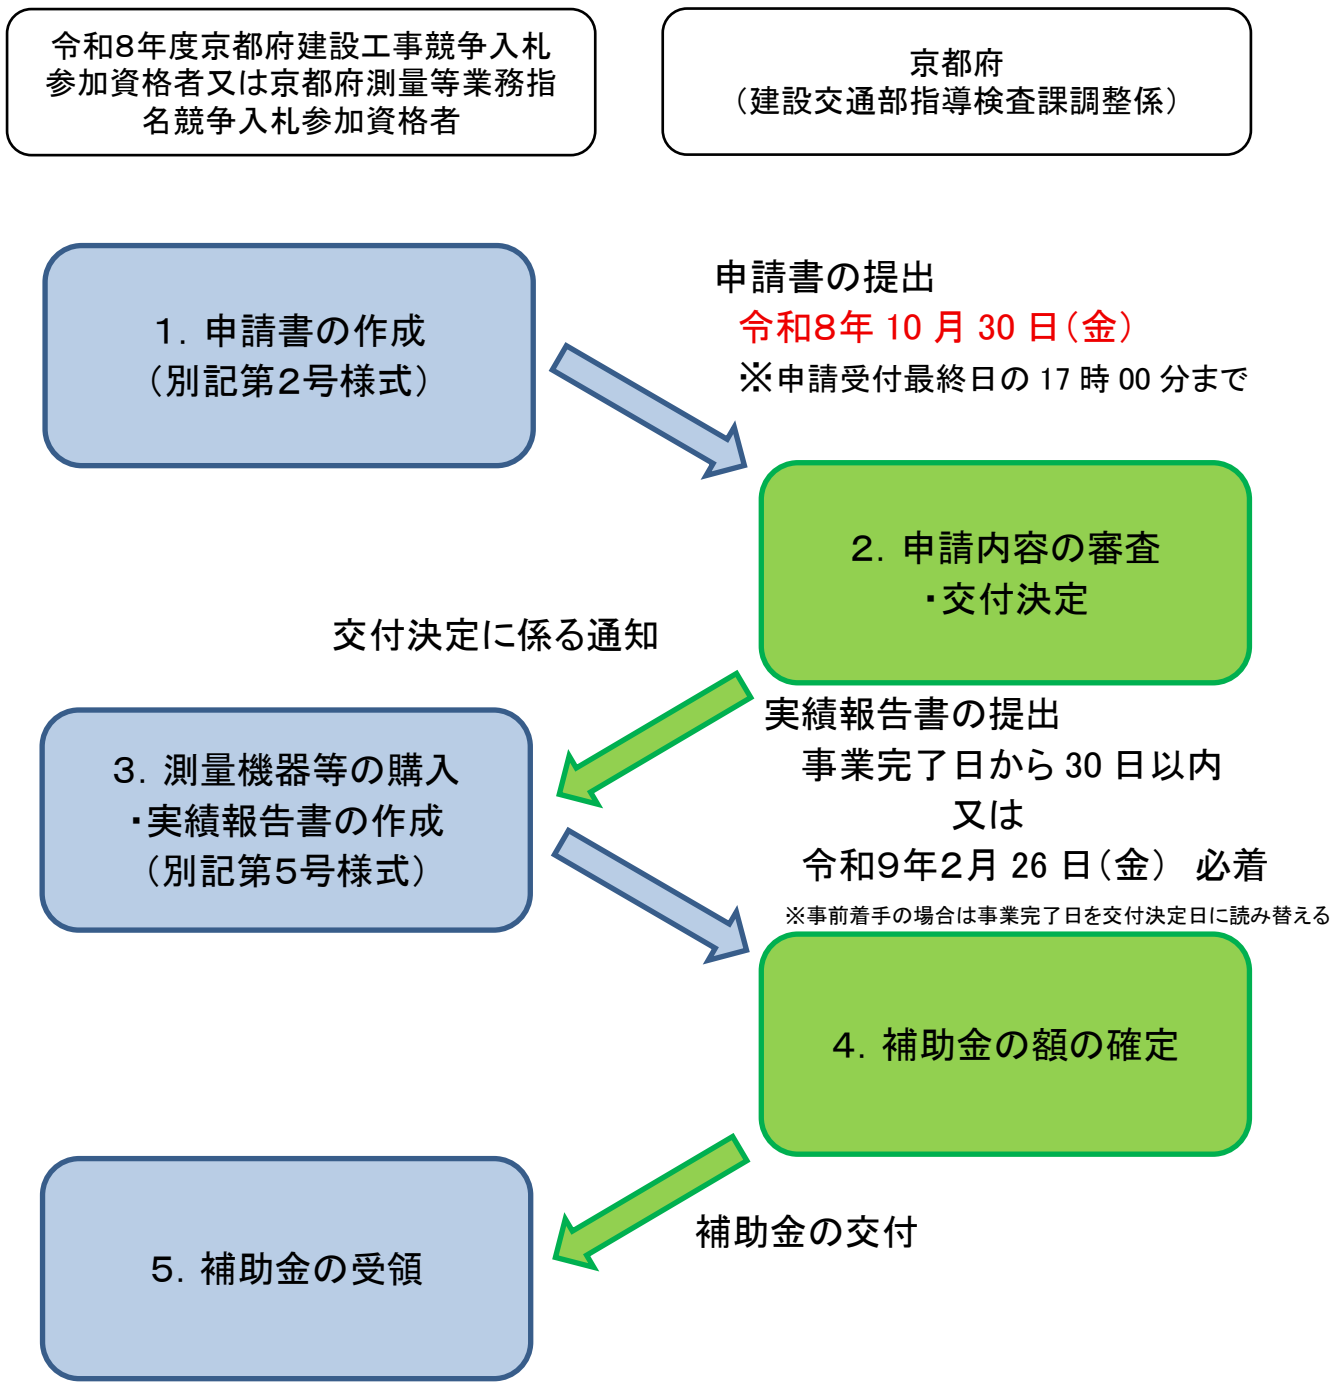 令和8年度京都府建設工事競争入札
参加資格者又は京都府測量等業務指
名競争入札参加資格者
京都府
（建設交通部指導検査課調整係）
１．申請書の作成
（別記第２号様式）
申請書の提出
令和８年 10 月 30 日（金）
※申請受付最終日の 17 時 00 分まで
２．申請内容の審査
・交付決定
交付決定に係る通知
３．測量機器等の購入
・実績報告書の作成
（別記第５号様式）
実績報告書の提出
事業完了日から 30 日以内
又は
令和９年２月 26 日（金） 必着
※事前着手の場合は事業完了日を交付決定日に読み替える
４．補助金の額の確定
補助金の交付
５．補助金の受領